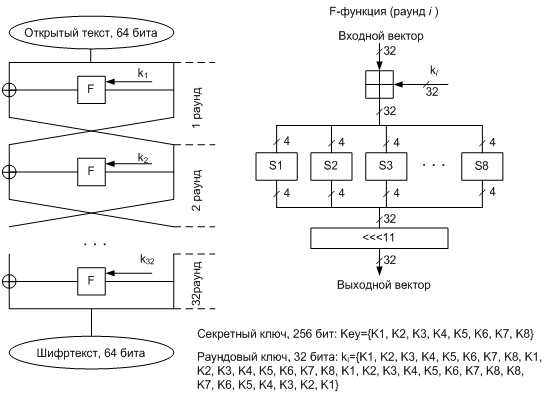 F-функция (раунд i )
Открытый текст, 64 бита
Входной вектор
32
k1
F
ki
32
32
1 раунд
4 4 4 4
k2
F
S1 S2 S3 · · · S8
4 4 4 4
2 раунд
32
<<<11
· · ·
32
k32
F
32раунд
Выходной вектор
Секретный ключ, 256 бит: Key={K1, K2, K3, K4, K5, K6, K7, K8}
Шифртекст, 64 бита
Раундовый ключ, 32 бита: ki={K1, K2, K3, K4, K5, K6, K7, K8, K1,
K2, K3, K4, K5, K6, K7, K8, K1, K2, K3, K4, K5, K6, K7, K8, K8,
K7, K6, K5, K4, K3, K2, K1}